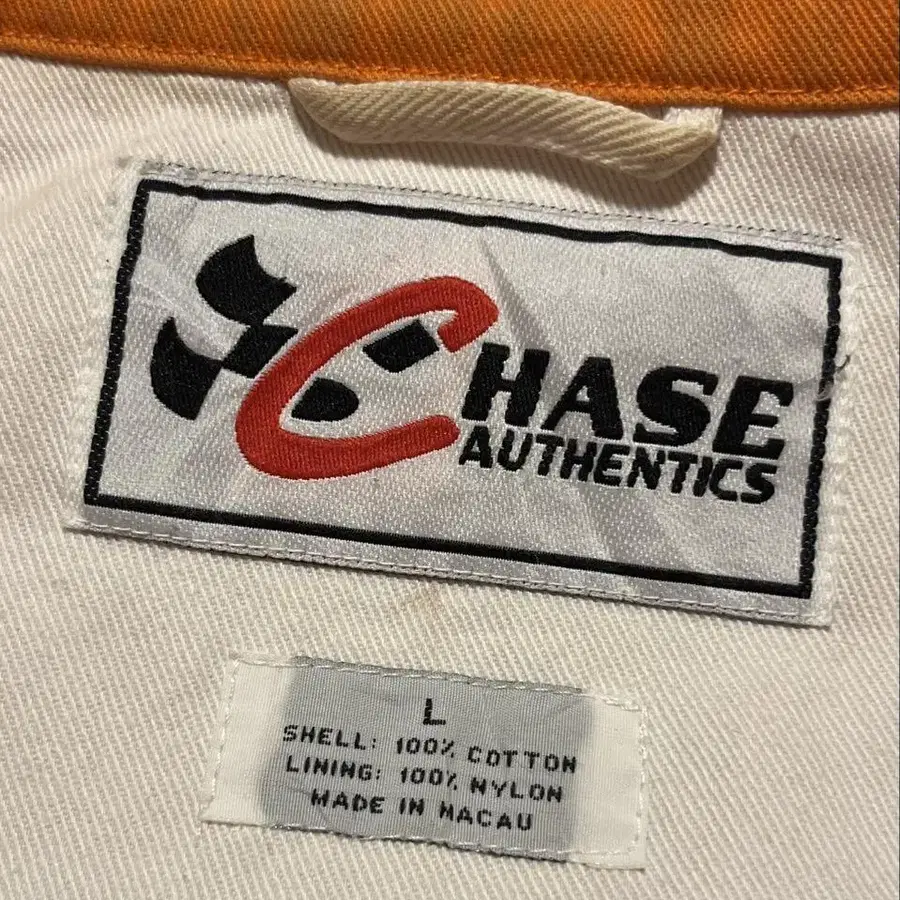 CHASE
AUTHENTICS
L
SHELL: 100% COTTON
LINING: 100% NYLON
MADE IN MACAU